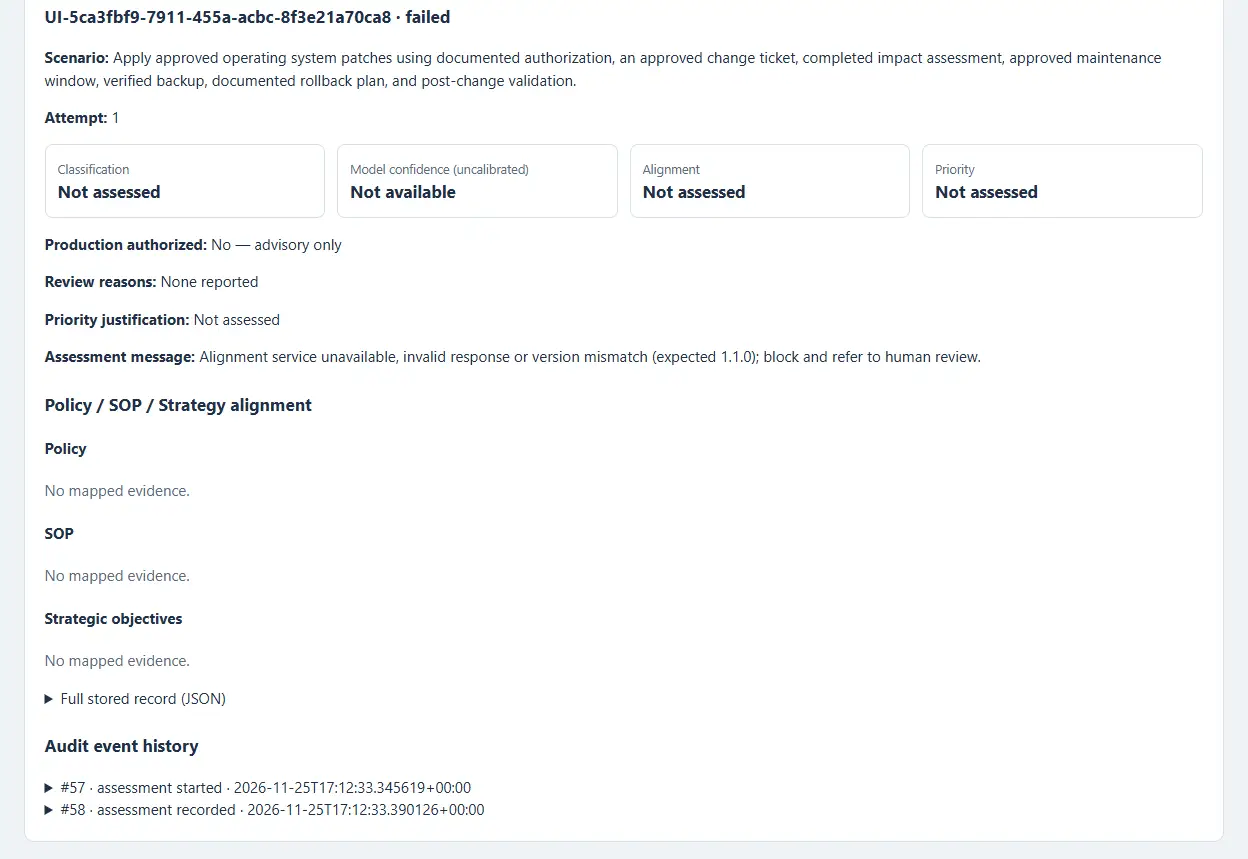 UI-5ca3fbf9-7911-455a-acbc-8f3e21a70ca8 · failed
Scenario: Apply approved operating system patches using documented authorization, an approved change ticket, completed impact assessment, approved maintenance
window, verified backup, documented rollback plan, and post-change validation.
Attempt: 1
Classification
Not assessed
Model confidence (uncalibrated)
Not available
Alignment
Not assessed
Priority
Not assessed
Production authorized: No — advisory only
Review reasons: None reported
Priority justification: Not assessed
Assessment message: Alignment service unavailable, invalid response or version mismatch (expected 1.1.0); block and refer to human review.
Policy / SOP / Strategy alignment
Policy
No mapped evidence.
SOP
No mapped evidence.
Strategic objectives
No mapped evidence.
▶ Full stored record (JSON)
Audit event history
▶ #57 · assessment started · 2026-11-25T17:12:33.345619+00:00
▶ #58 · assessment recorded · 2026-11-25T17:12:33.390126+00:00